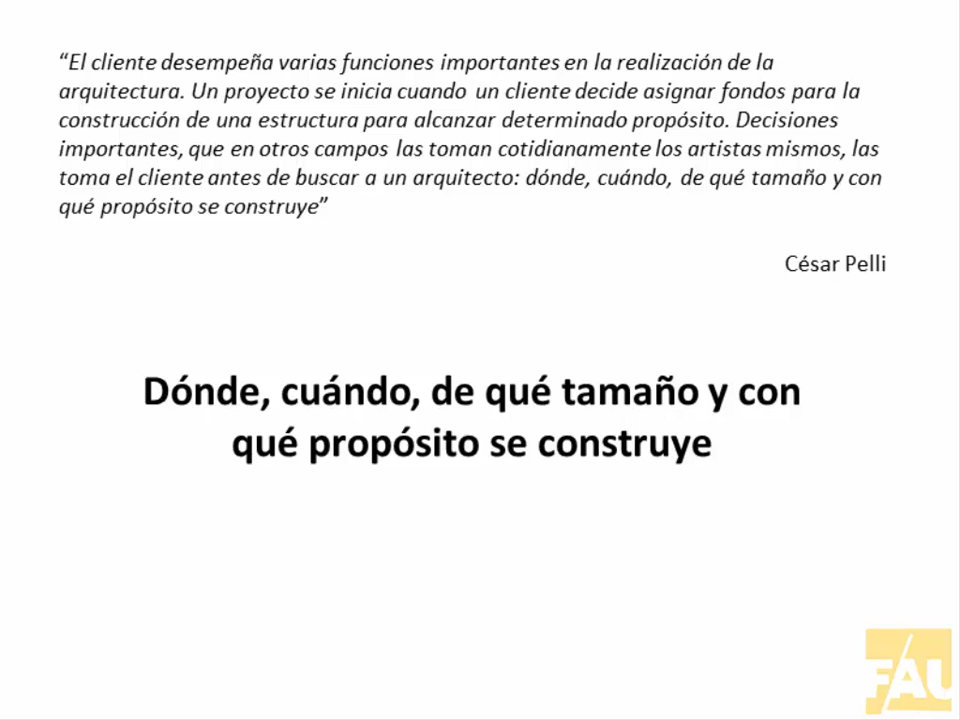 “El cliente desempeña varias funciones importantes en la realización de la
arquitectura. Un proyecto se inicia cuando un cliente decide asignar fondos para la
construcción de una estructura para alcanzar determinado propósito. Decisiones
importantes, que en otros campos las toman cotidianamente los artistas mismos, las
toma el cliente antes de buscar a un arquitecto: dónde, cuándo, de qué tamaño y con
qué propósito se construye”
César Pelli
Dónde, cuándo, de qué tamaño y con
qué propósito se construye
FAU